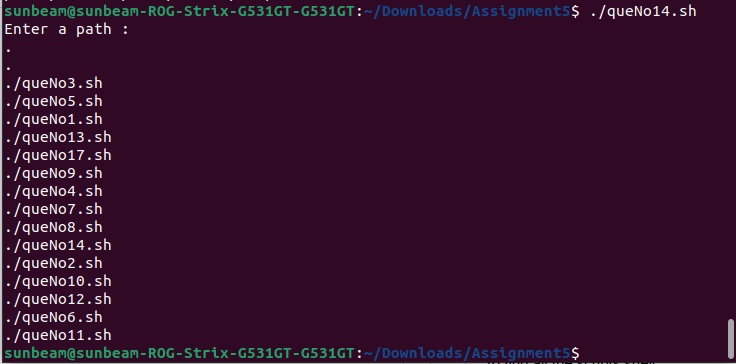 sunbeam@sunbeam-ROG-Strix-G531GT-G531GT:~/Downloads/Assignment5$ ./queNo14.sh
Enter a path :
.
.
./queNo3.sh
./queNo5.sh
./queNo1.sh
./queNo13.sh
./queNo17.sh
./queNo9.sh
./queNo4.sh
./queNo7.sh
./queNo8.sh
./queNo14.sh
./queNo2.sh
./queNo10.sh
./queNo12.sh
./queNo6.sh
./queNo11.sh
sunbeam@sunbeam-ROG-Strix-G531GT-G531GT:~/Downloads/Assignment5$